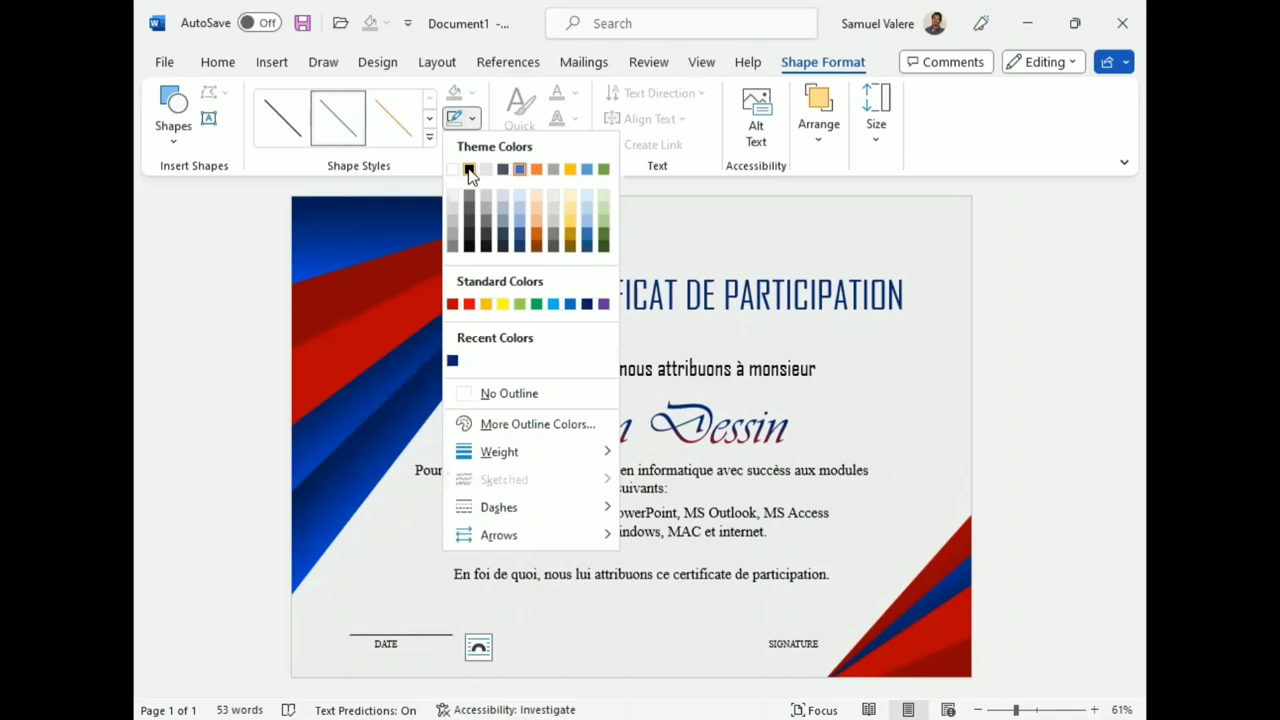 AutoSave Off Document1 -... Search Samuel Valere
File Home Insert Draw Design Layout References Mailings Review View Help Shape Format Comments Editing
Shapes
Insert Shapes
Shape Styles
Quick
Text Direction
Align Text
Create Link
Text
Alt
Text
Accessibility
Arrange
Size
Theme Colors
Standard Colors
Recent Colors
No Outline
More Outline Colors...
Weight
Sketched
Dashes
Arrows
FICAT DE PARTICIPATION
nous attribuons à monsieur
n Dessin
Pour en informatique avec succès aux modules
suivants:
owerPoint, MS Outlook, MS Access
indows, MAC et internet.
En foi de quoi, nous lui attribuons ce certificate de participation.
DATE SIGNATURE
Page 1 of 1 53 words Text Predictions: On Accessibility: Investigate Focus 61%